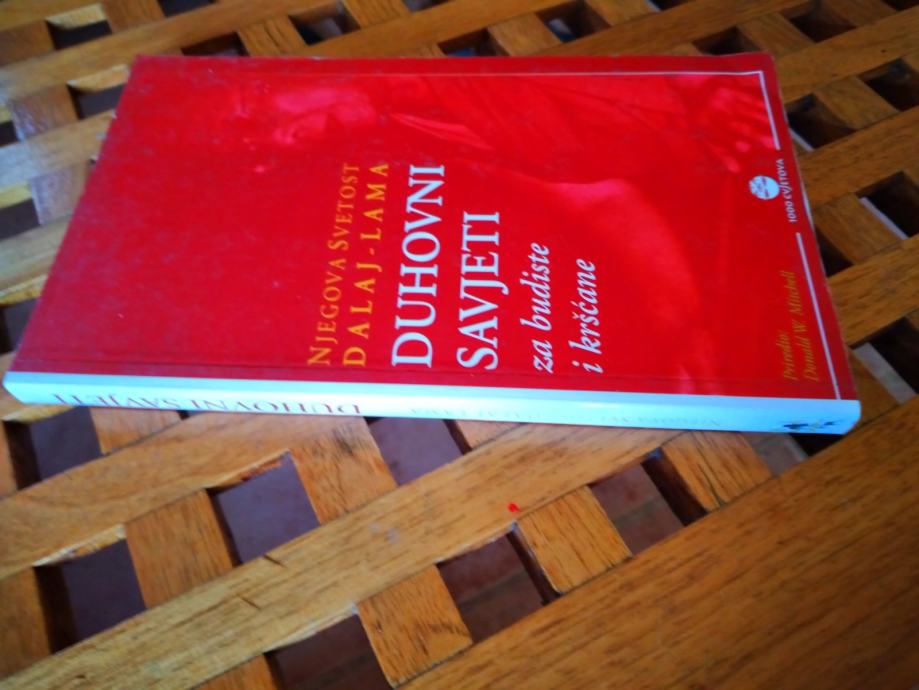 NJEGOVA SVETOST
DALAJ-LAMA
DUHOVNI
SAVJETI
za budiste
i kršćane
Priredio:
Donald W. Mitchell
1000 CVJETOVA
DUHOVNI SAVJETI